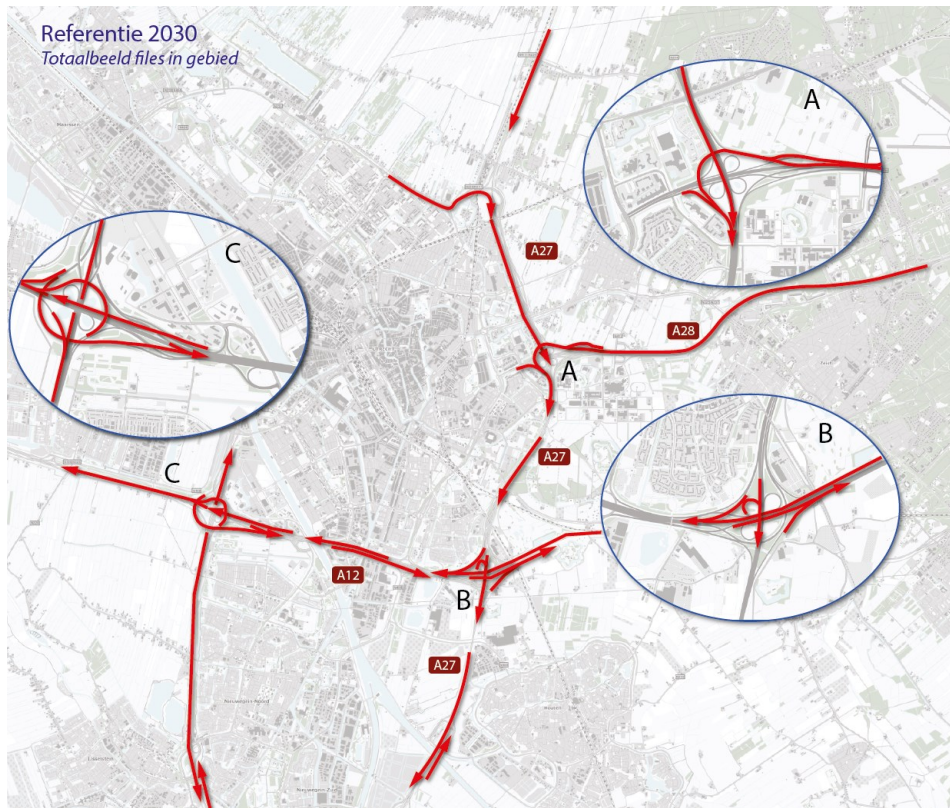 Referentie 2030
Totaalbeeld files in gebied
A
C
A27
A28
A
B
A27
C
A12
B
A27